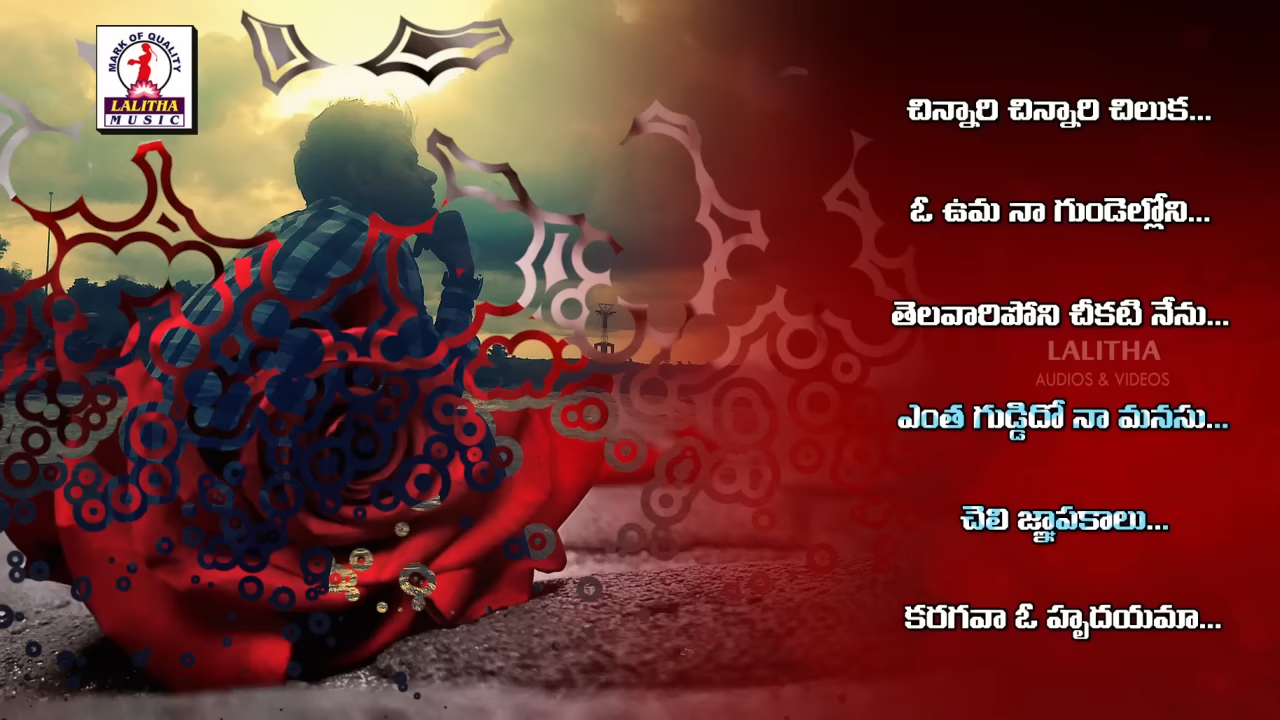 MARK OF QUALITY
LALITHA
MUSIC
చిన్నారి చిన్నారి చిలుక...
ఓ ఉమ నా గుండెల్లోని...
తెలవారిపోని చీకటి నేను...
LALITHA
AUDIOS & VIDEOS
ఎంత గుడ్డిదో నా మనసు...
చెలి జ్ఞాపకాలు...
కరగవా ఓ హృదయమా...